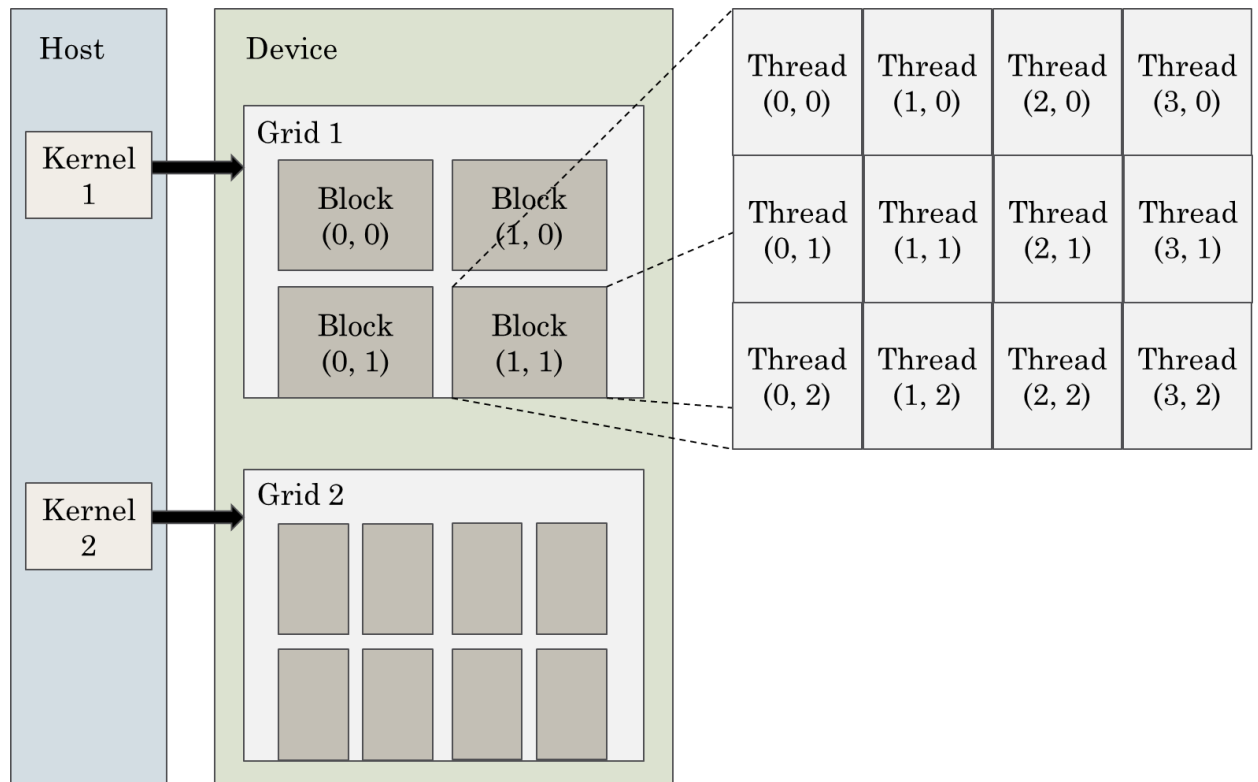 Host
Device
Kernel
1
Grid 1
Block
(0, 0)
Block
(1, 0)
Block
(0, 1)
Block
(1, 1)
Kernel
2
Grid 2
Thread
(0, 0)
Thread
(1, 0)
Thread
(2, 0)
Thread
(3, 0)
Thread
(0, 1)
Thread
(1, 1)
Thread
(2, 1)
Thread
(3, 1)
Thread
(0, 2)
Thread
(1, 2)
Thread
(2, 2)
Thread
(3, 2)